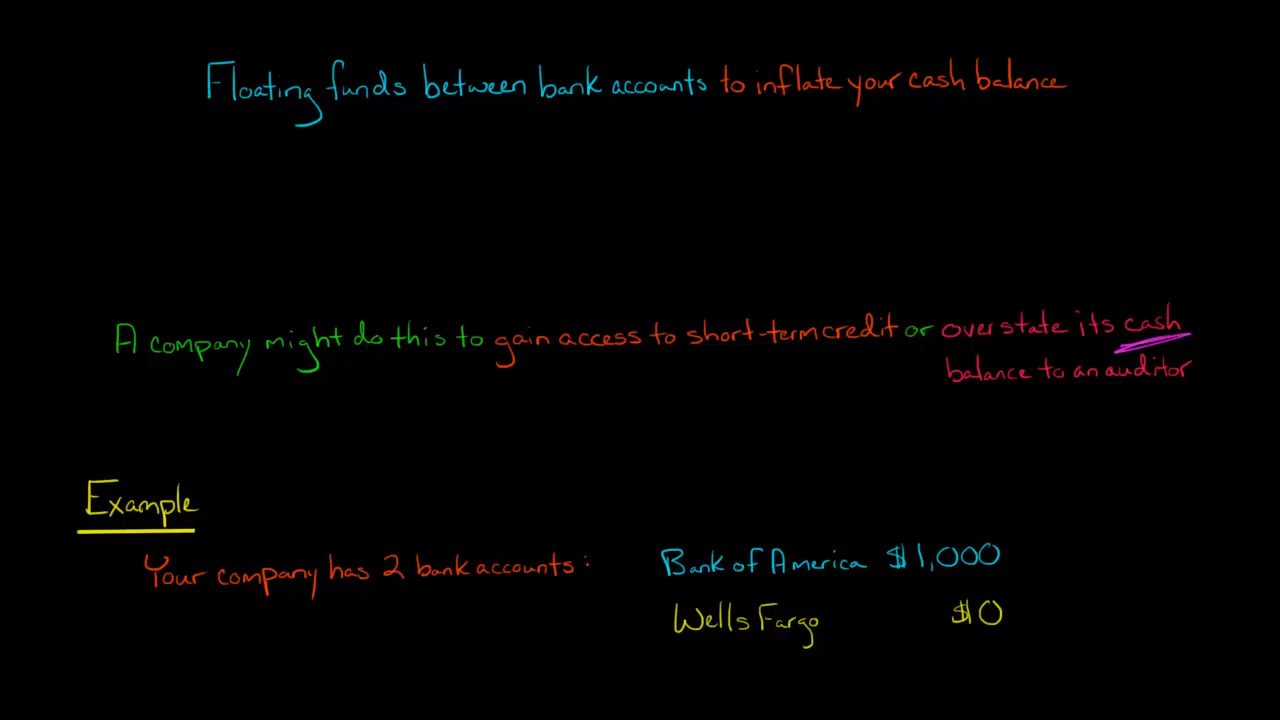 Floating funds between bank accounts to inflate your cash balance
A company might do this to gain access to short-term credit or overstate its cash
balance to an auditor
Example
Your company has 2 bank accounts:
Bank of America $1,000
Wells Fargo $0